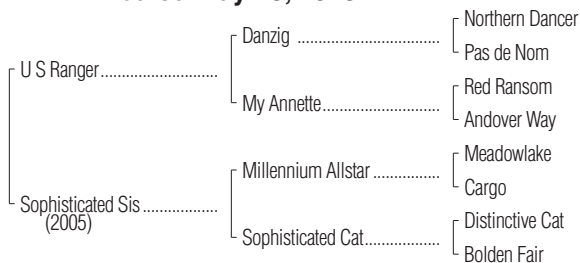 Northern Dancer
Danzig
Pas de Nom
U S Ranger
Red Ransom
My Annette
Andover Way
Meadowlake
Millennium Allstar
Cargo
Sophisticated Sis
(2005)
Distinctive Cat
Sophisticated Cat
Bolden Fair